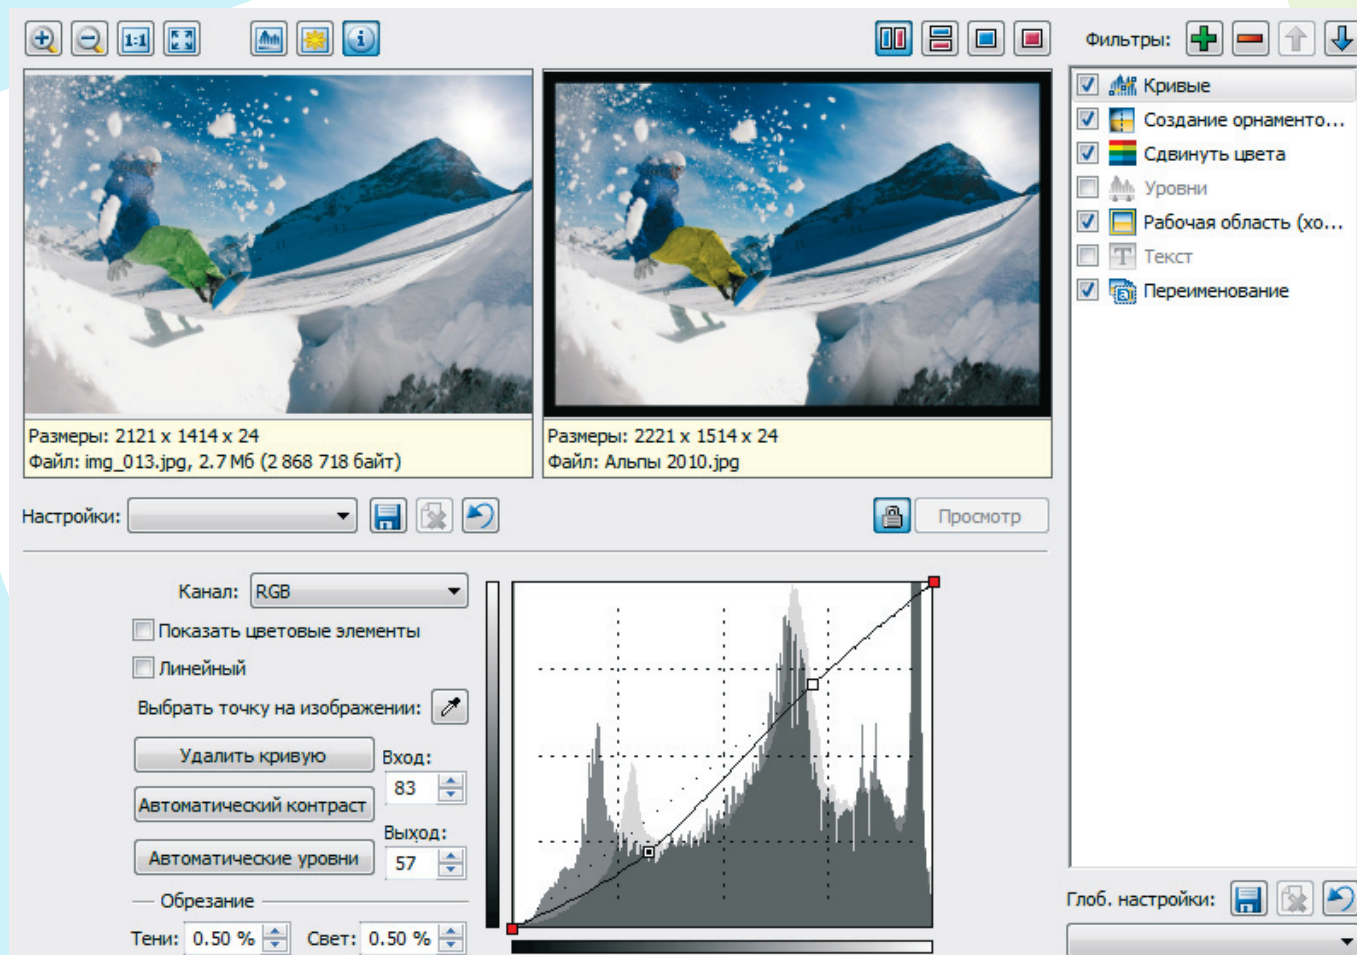 1:1
Фильтры:
Кривые
Создание орнаменто...
Сдвинуть цвета
Уровни
Рабочая область (хо...
T Текст
Переименование
Размеры: 2121 x 1414 x 24
Файл: img_013.jpg, 2.7 Мб (2 868 718 байт)
Размеры: 2221 x 1514 x 24
Файл: Альпы 2010.jpg
Настройки:
Просмотр
Канал: RGB
Показать цветовые элементы
Линейный
Выбрать точку на изображении:
Удалить кривую
Вход:
83
Автоматический контраст
Выход:
Автоматические уровни
57
Обрезание
Тени: 0.50 % Свет: 0.50 %
Глоб. настройки: